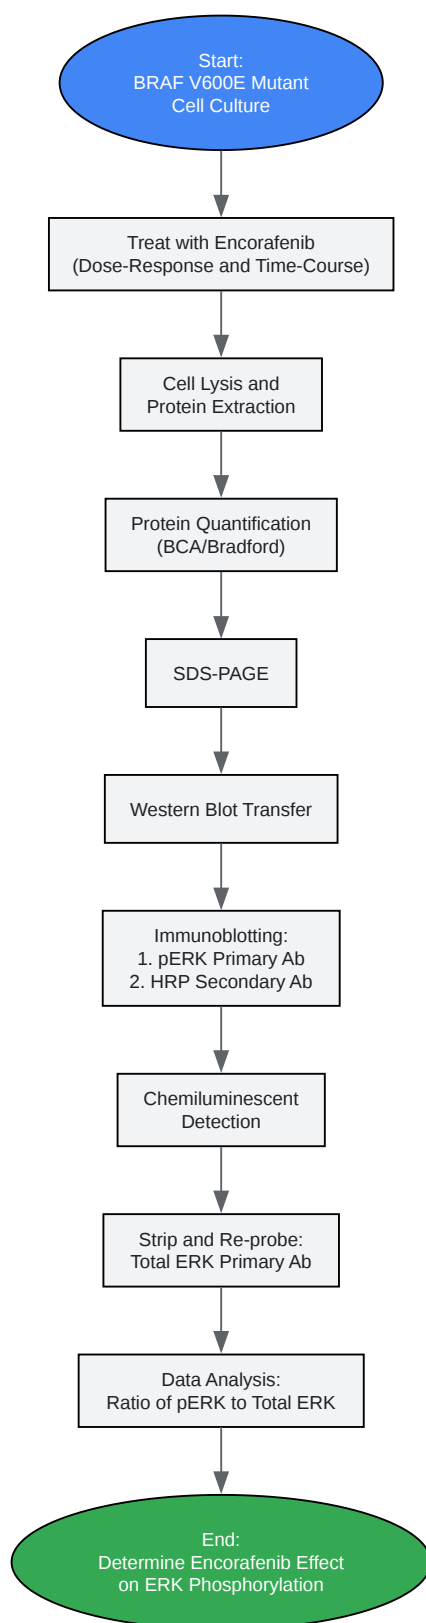 Start:
BRAF V600E Mutant
Cell Culture
Treat with Encorafenib
(Dose-Response and Time-Course)
Cell Lysis and
Protein Extraction
Protein Quantification
(BCA/Bradford)
SDS-PAGE
Western Blot Transfer
Immunoblotting:
1. pERK Primary Ab
2. HRP Secondary Ab
Chemiluminescent
Detection
Strip and Re-probe:
Total ERK Primary Ab
Data Analysis:
Ratio of pERK to Total ERK
End:
Determine Encorafenib Effect
on ERK Phosphorylation